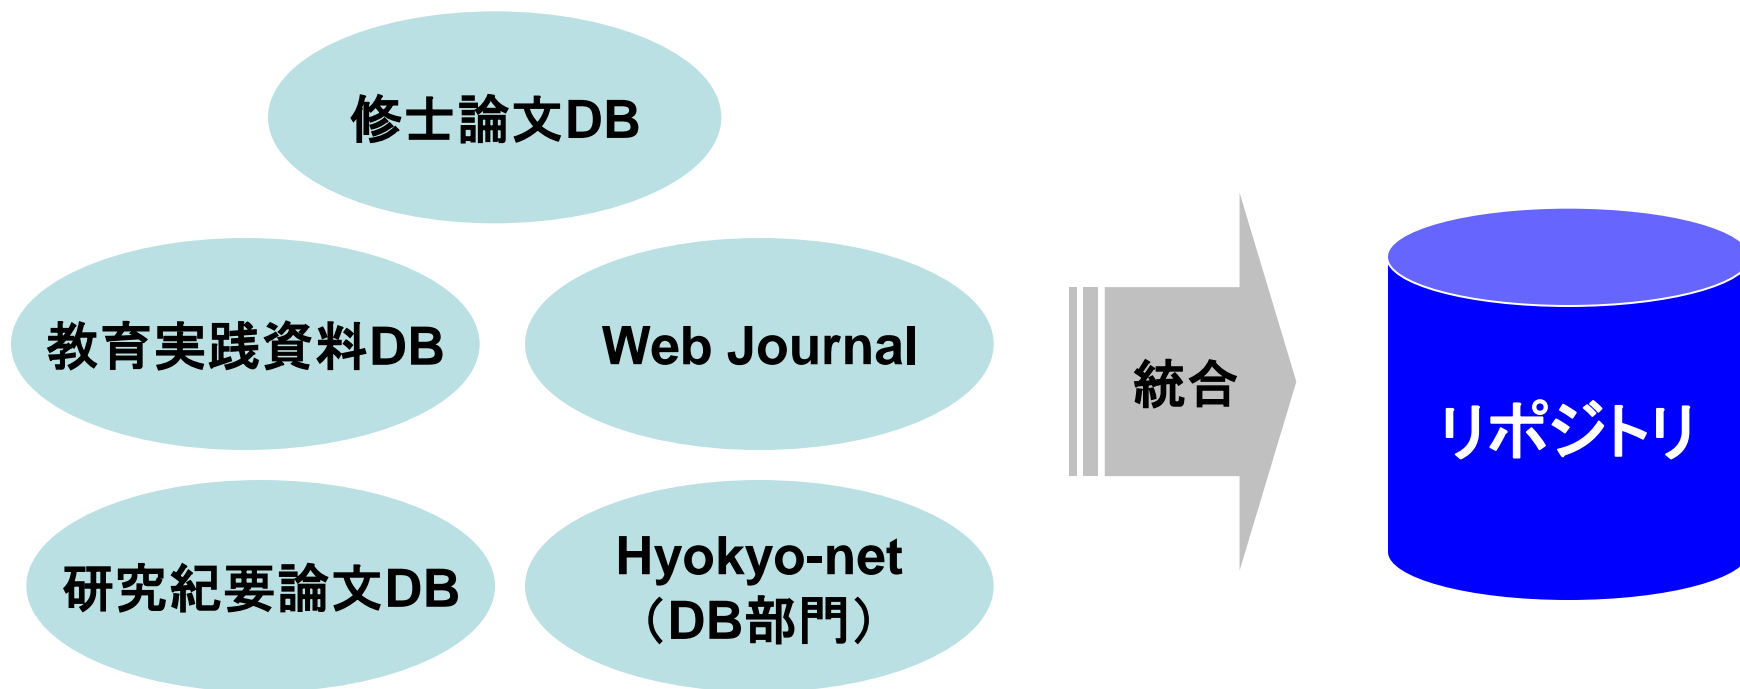 修士論文DB
教育実践資料DB
Web Journal
研究紀要論文DB
Hyokyo-net
（DB部門）
統合
リポジトリ